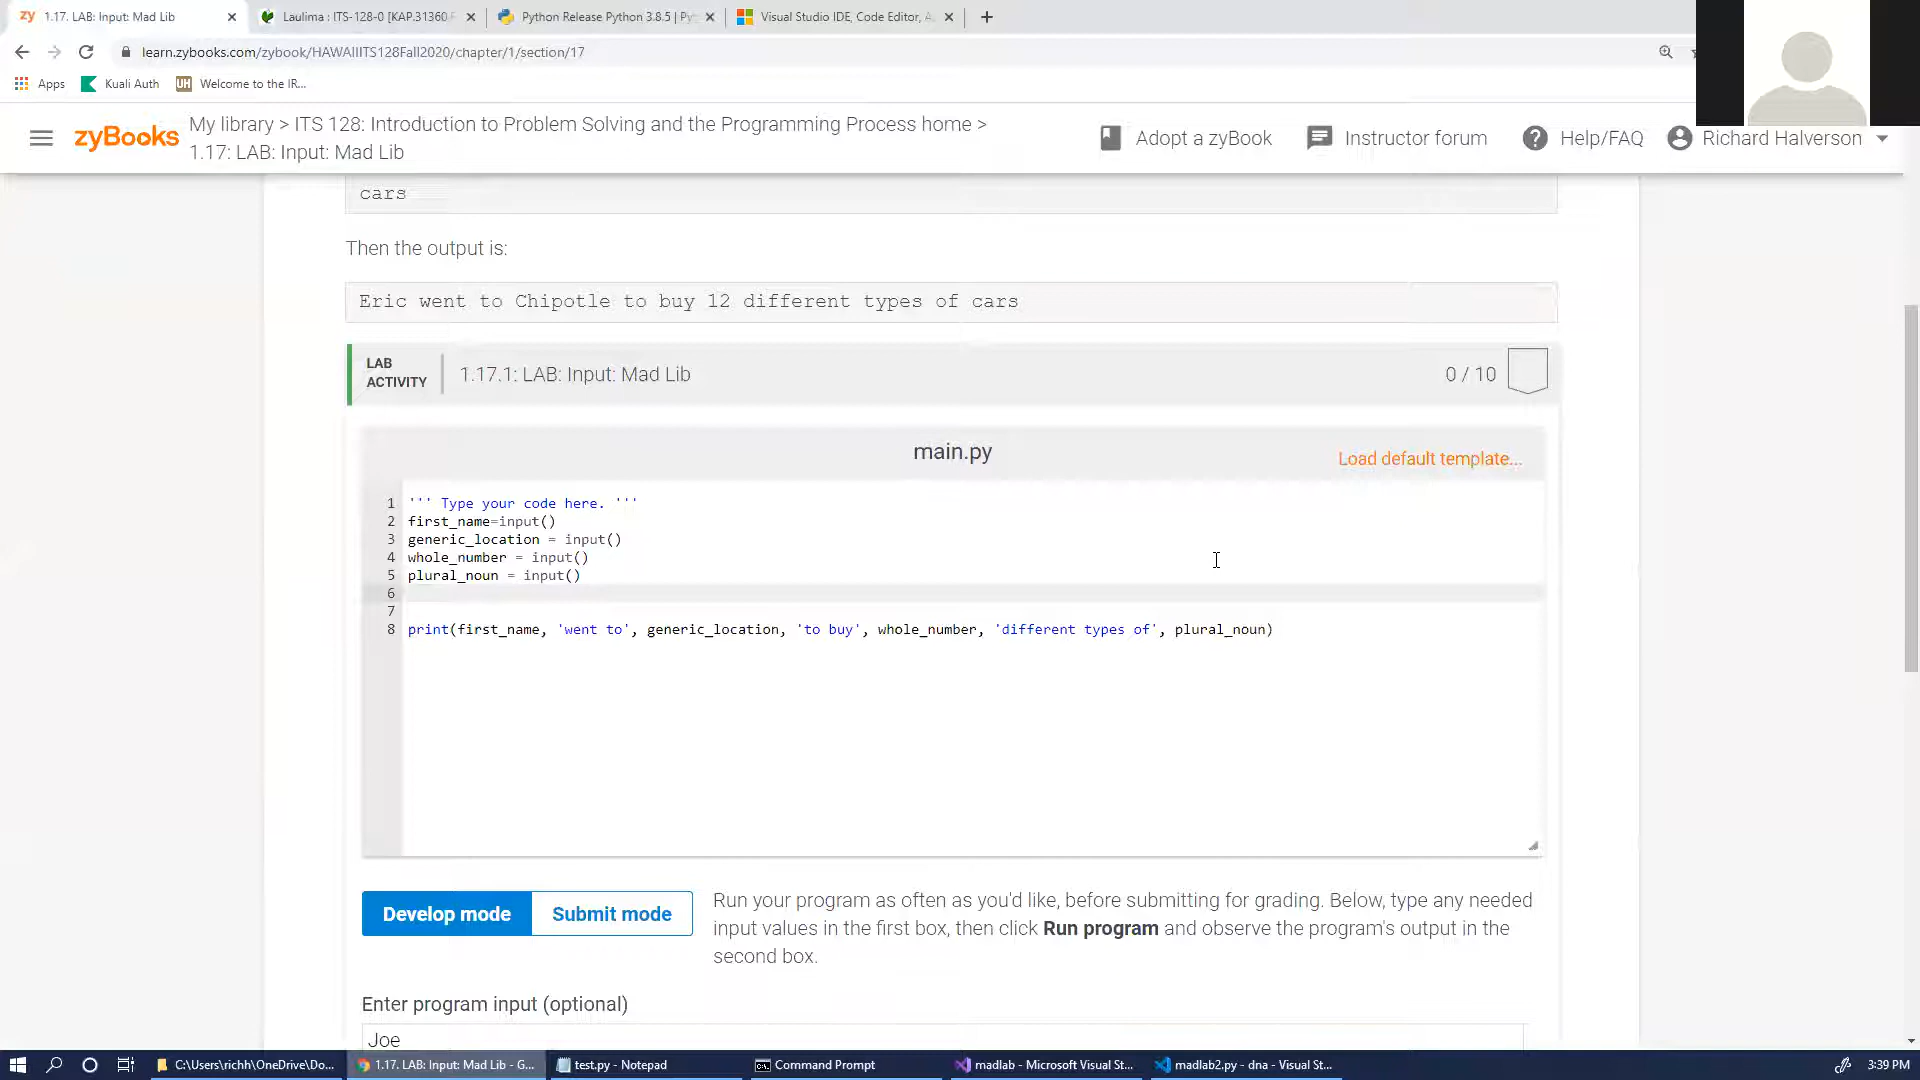 zy 1.17. LAB: Input: Mad Lib
Laulima : ITS-128-0 [KAP.31360
Python Release Python 3.8.5 | Py
Visual Studio IDE, Code Editor, A
learn.zybooks.com/zybook/HAWAIIITS128Fall2020/chapter/1/section/17
Apps
Kuali Auth
UH Welcome to the IR...
zyBooks
My library > ITS 128: Introduction to Problem Solving and the Programming Process home >
1.17: LAB: Input: Mad Lib
Adopt a zyBook
Instructor forum
Help/FAQ
Richard Halverson
cars
Then the output is:
Eric went to Chipotle to buy 12 different types of cars
LAB
ACTIVITY
1.17.1: LAB: Input: Mad Lib
0 / 10
main.py
Load default template...
1 ''' Type your code here. '''
2 first_name=input()
3 generic_location = input()
4 whole_number = input()
5 plural_noun = input()
6
7
8 print(first_name, 'went to', generic_location, 'to buy', whole_number, 'different types of', plural_noun)
Develop mode
Submit mode
Run your program as often as you'd like, before submitting for grading. Below, type any needed
input values in the first box, then click Run program and observe the program's output in the
second box.
Enter program input (optional)
Joe
C:\Users\richh\OneDrive\Do...
1.17. LAB: Input: Mad Lib - G...
test.py - Notepad
Command Prompt
madlab - Microsoft Visual St...
madlab2.py - dna - Visual St...
3:39 PM